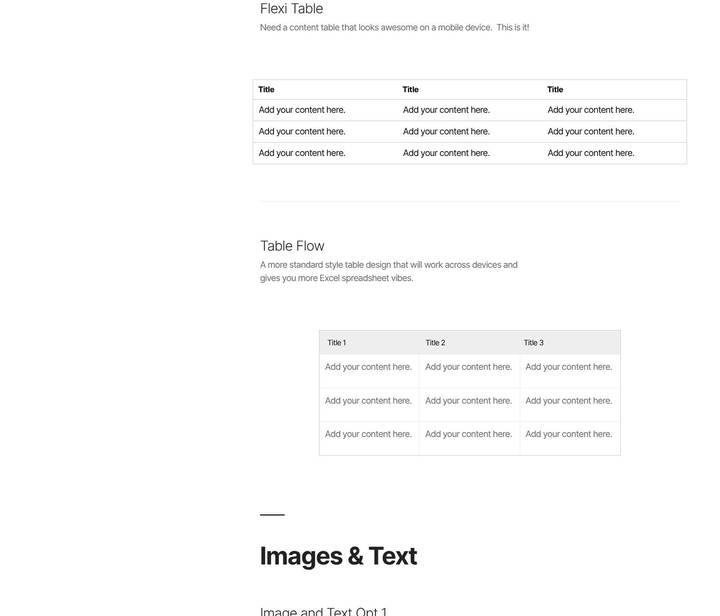 Flexi Table
Need a content table that looks awesome on a mobile device.  This is it!
Title Title Title
Add your content here. Add your content here. Add your content here.
Add your content here. Add your content here. Add your content here.
Add your content here. Add your content here. Add your content here.
Table Flow
A more standard style table design that will work across devices and
gives you more Excel spreadsheet vibes.
Title 1 Title 2 Title 3
Add your content here. Add your content here. Add your content here.
Add your content here. Add your content here. Add your content here.
Add your content here. Add your content here. Add your content here.
Images & Text
Image and Text Opt 1